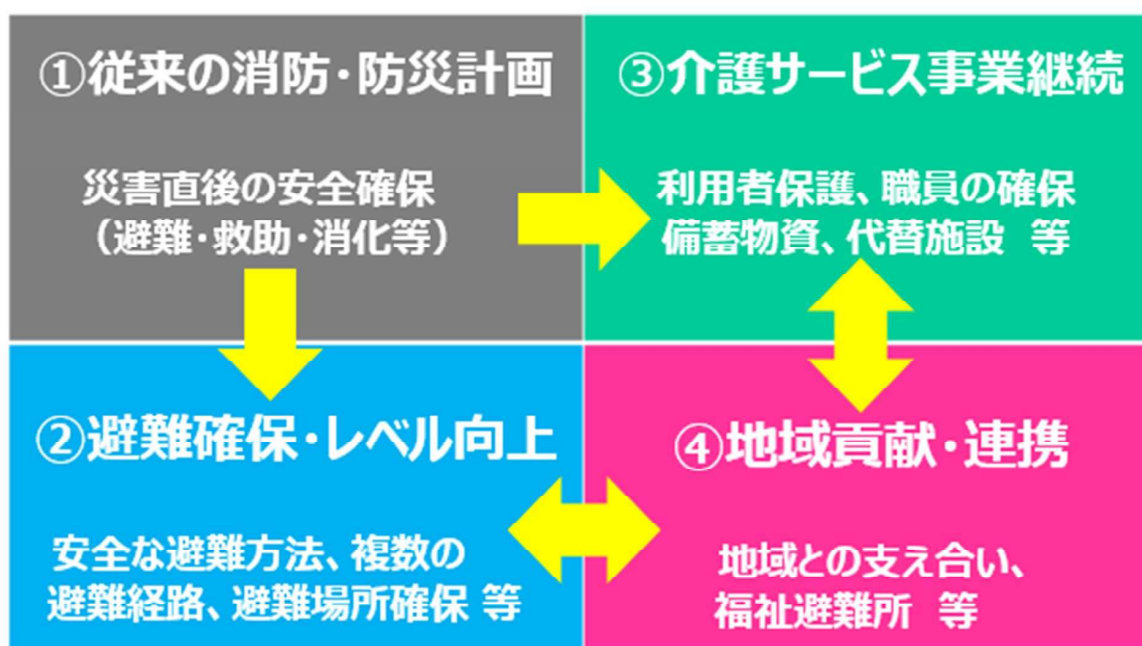 ①従来の消防・防災計画
災害直後の安全確保
（避難・救助・消化等）
②避難確保・レベル向上
安全な避難方法、複数の
避難経路、避難場所確保 等
③介護サービス事業継続
利用者保護、職員の確保
備蓄物資、代替施設 等
④地域貢献・連携
地域との支え合い、
福祉避難所 等